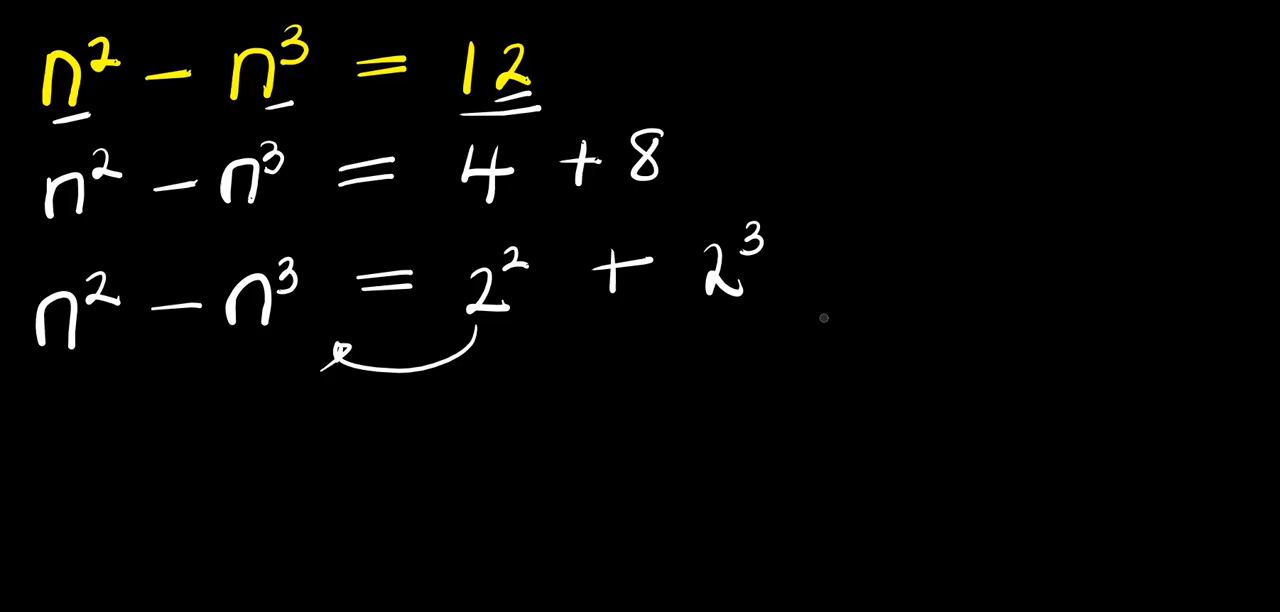 n² − n³ = 12
n² − n³ = 4 + 8
n² − n³ = 2² + 2³